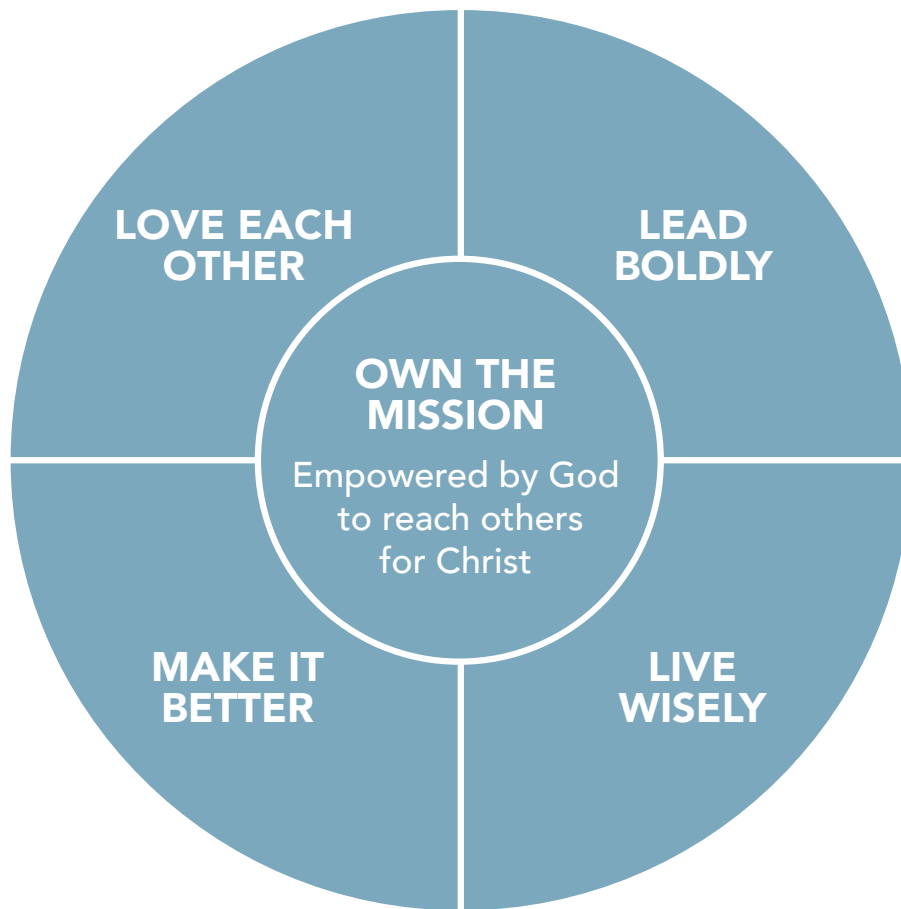 LOVE EACH
OTHER
LEAD
BOLDLY
OWN THE
MISSION
Empowered by God
to reach others
for Christ
MAKE IT
BETTER
LIVE
WISELY